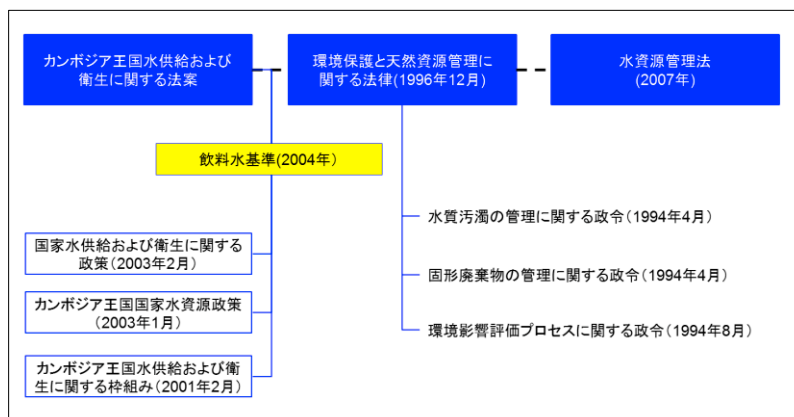 カンボジア王国水供給および
衛生に関する法案
環境保護と天然資源管理に
関する法律(1996年12月)
水資源管理法
(2007年)
飲料水基準(2004年)
水質汚濁の管理に関する政令(1994年4月)
国家水供給および衛生に関する
政策(2003年2月)
固形廃棄物の管理に関する政令(1994年4月)
カンボジア王国国家水資源政策
(2003年1月)
環境影響評価プロセスに関する政令(1994年8月)
カンボジア王国水供給および衛
生に関する枠組み(2001年2月)